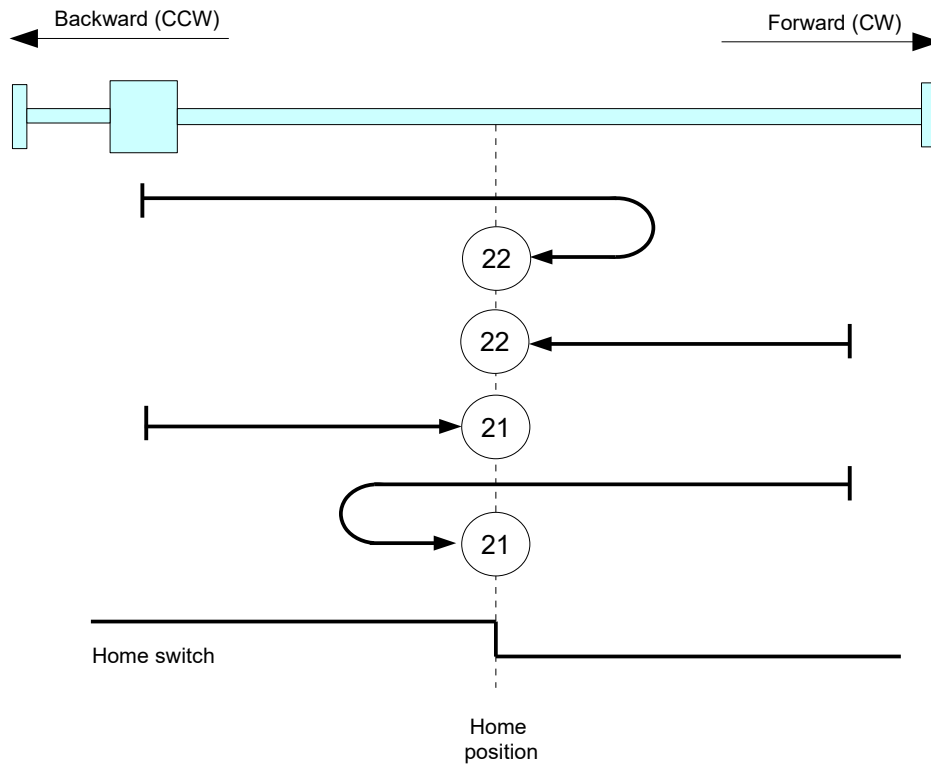 Backward (CCW)
Forward (CW)
22
22
21
21
Home switch
Home
position